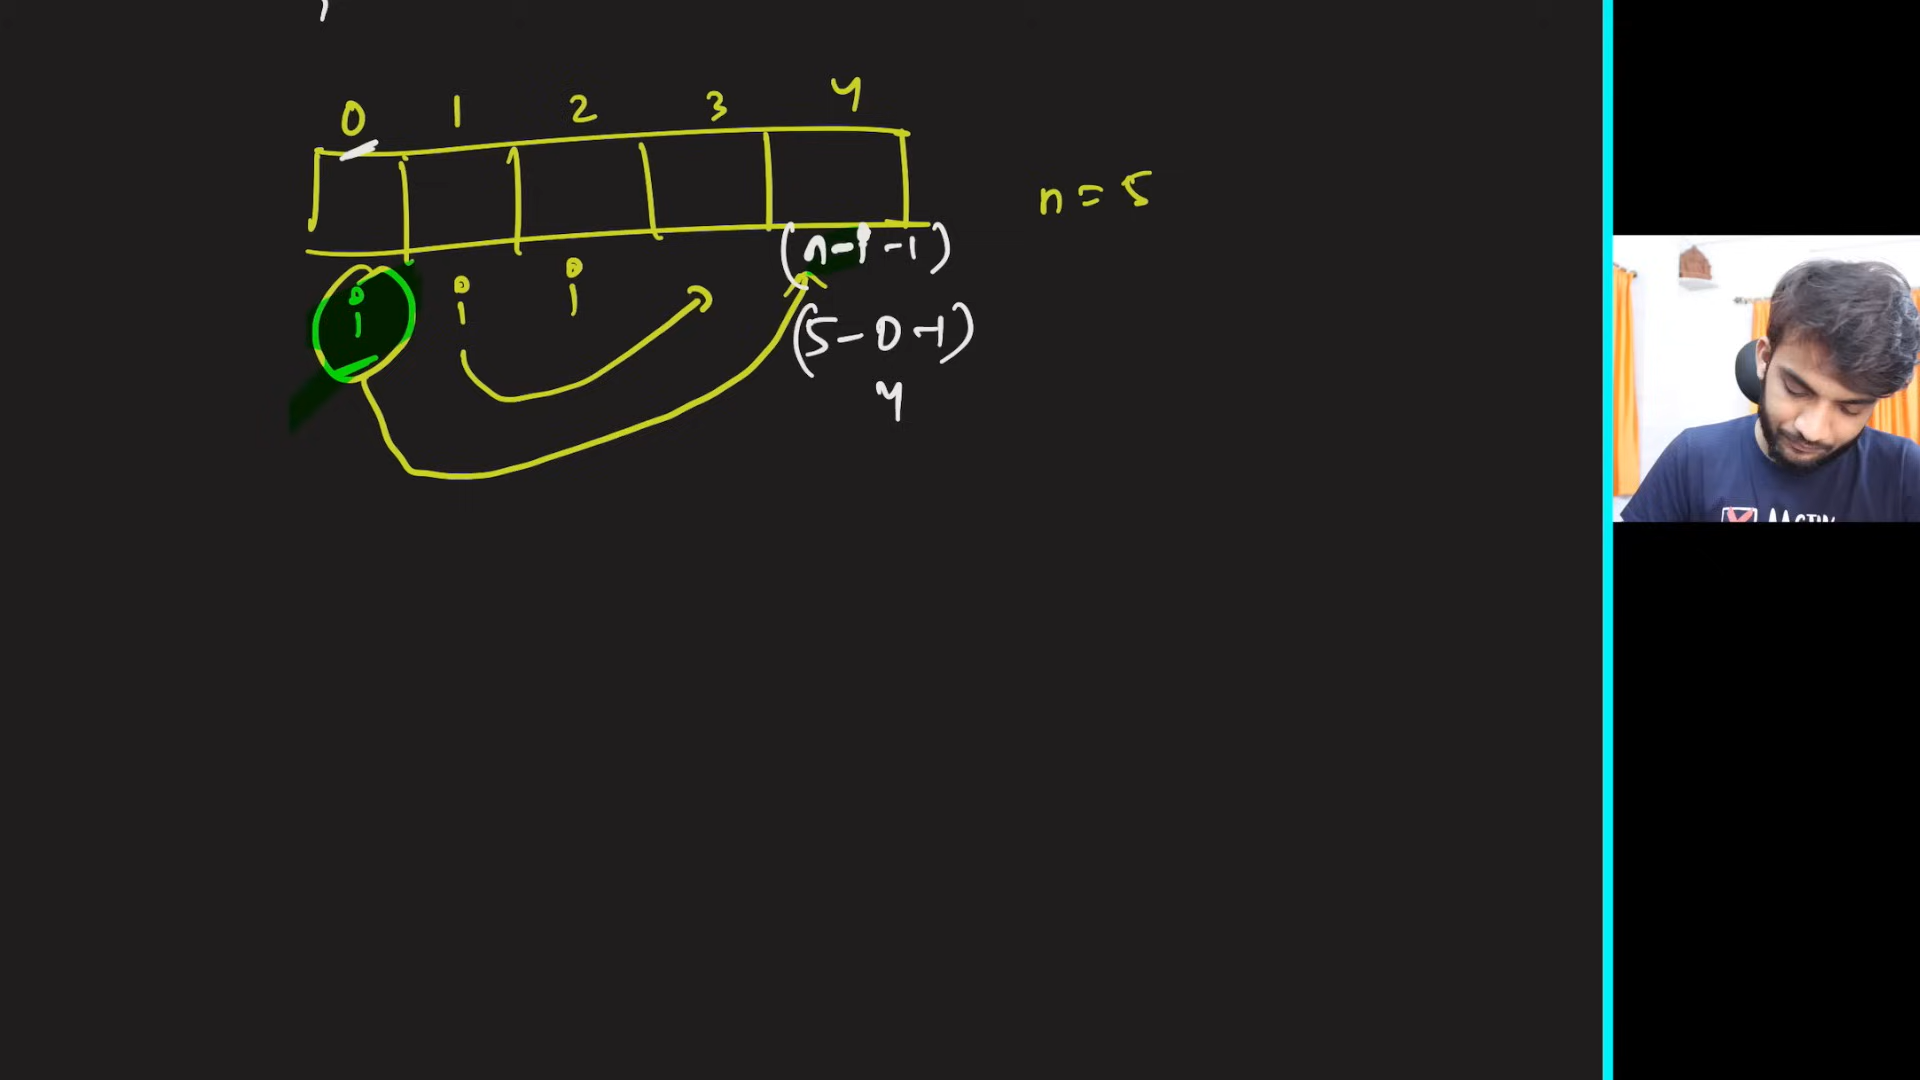 0 1 2 3 4
n = 5
(n-i-1)
i i i
(5-0-1)
4